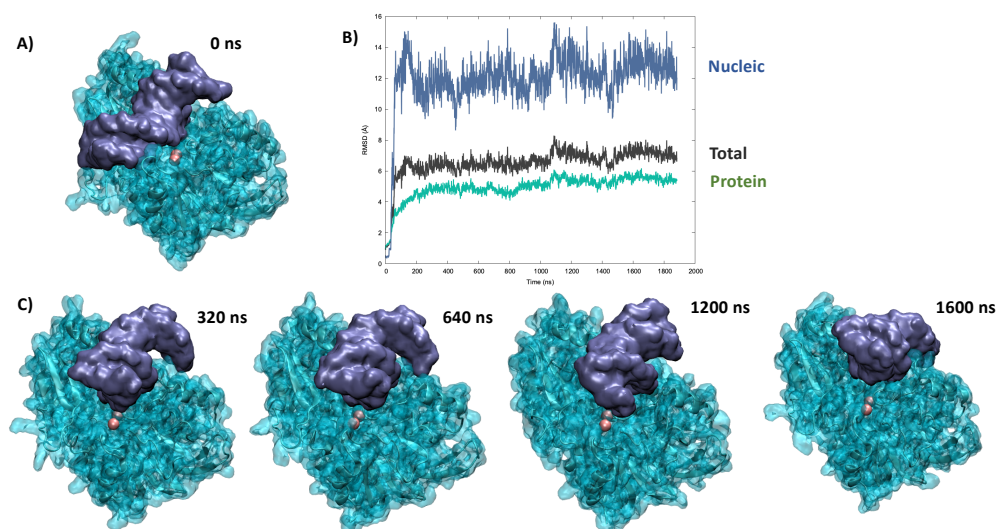 A)
0 ns
B)
16
14
12
10
8
6
4
2
0
RMSD (Å)
0
200
400
600
800
1000
1200
1400
1600
1800
2000
Time (ns)
Nucleic
Total
Protein
C)
320 ns
640 ns
1200 ns
1600 ns